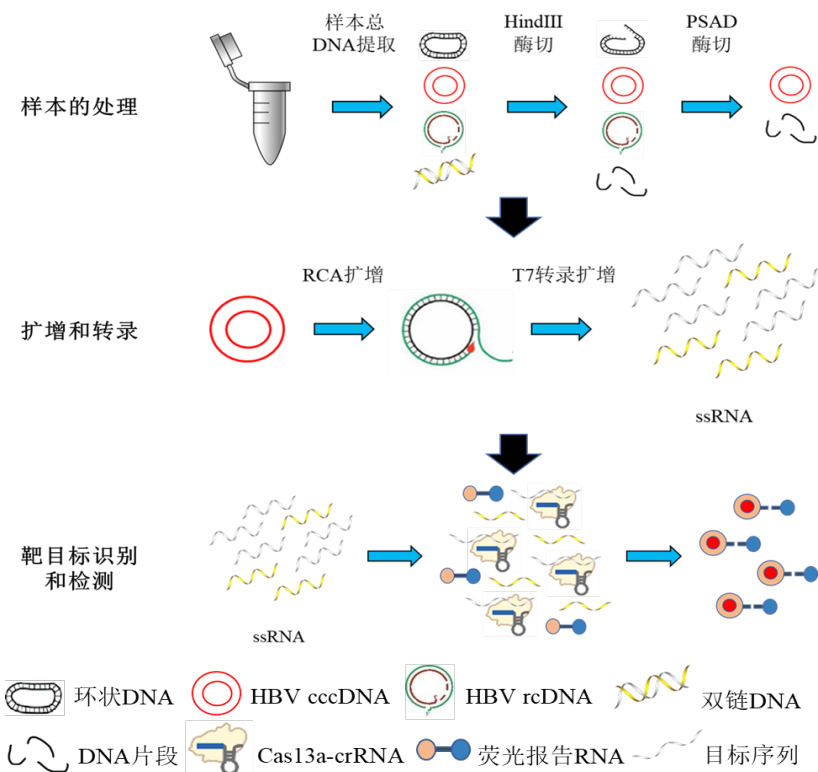 样本总
DNA提取
HindIII
酶切
PSAD
酶切
样本的处理
RCA扩增
T7转录扩增
扩增和转录
ssRNA
靶目标识别
和检测
ssRNA
环状DNA
HBV cccDNA
HBV rcDNA
双链DNA
DNA片段
Cas13a-crRNA
荧光报告RNA
目标序列